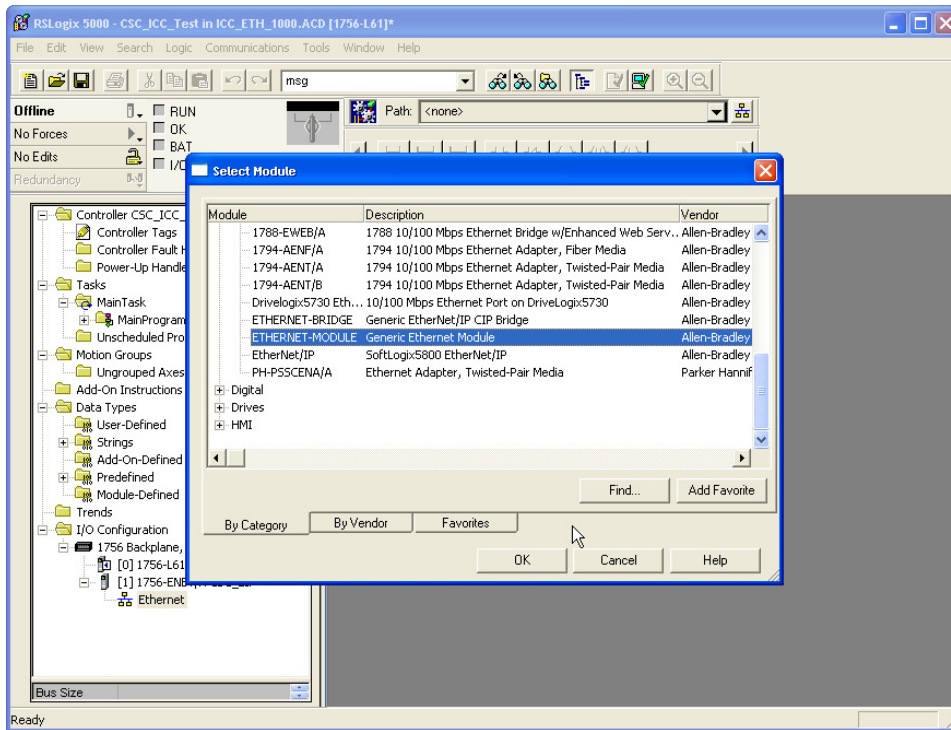 RSLogix 5000 - CSC_ICC_Test in ICC_ETH_1000.ACD [1756-L61]*
File Edit View Search Logic Communications Tools Window Help
msg
Offline
RUN
Path: <none>
No Forces
OK
No Edits
BAT
Redundancy
I/O
Select Module
Module Description Vendor
1788-EWEB/A 1788 10/100 Mbps Ethernet Bridge w/Enhanced Web Serv.. Allen-Bradley
1794-AENF/A 1794 10/100 Mbps Ethernet Adapter, Fiber Media Allen-Bradley
1794-AENT/A 1794 10/100 Mbps Ethernet Adapter, Twisted-Pair Media Allen-Bradley
1794-AENT/B 1794 10/100 Mbps Ethernet Adapter, Twisted-Pair Media Allen-Bradley
Drivelogix5730 Eth... 10/100 Mbps Ethernet Port on DriveLogix5730 Allen-Bradley
ETHERNET-BRIDGE Generic EtherNet/IP CIP Bridge Allen-Bradley
ETHERNET-MODULE Generic Ethernet Module Allen-Bradley
EtherNet/IP SoftLogix5800 EtherNet/IP Allen-Bradley
PH-PSSCENA/A Ethernet Adapter, Twisted-Pair Media Parker Hannif
Digital
Drives
HMI
Find... Add Favorite
By Category By Vendor Favorites
OK Cancel Help
Controller CSC_ICC_
Controller Tags
Controller Fault H
Power-Up Handle
Tasks
MainTask
MainProgram
Unscheduled Pro
Motion Groups
Ungrouped Axes
Add-On Instructions
Data Types
User-Defined
Strings
Add-On-Defined
Predefined
Module-Defined
Trends
I/O Configuration
1756 Backplane,
[0] 1756-L61
[1] 1756-ENB
Ethernet
Bus Size
Ready